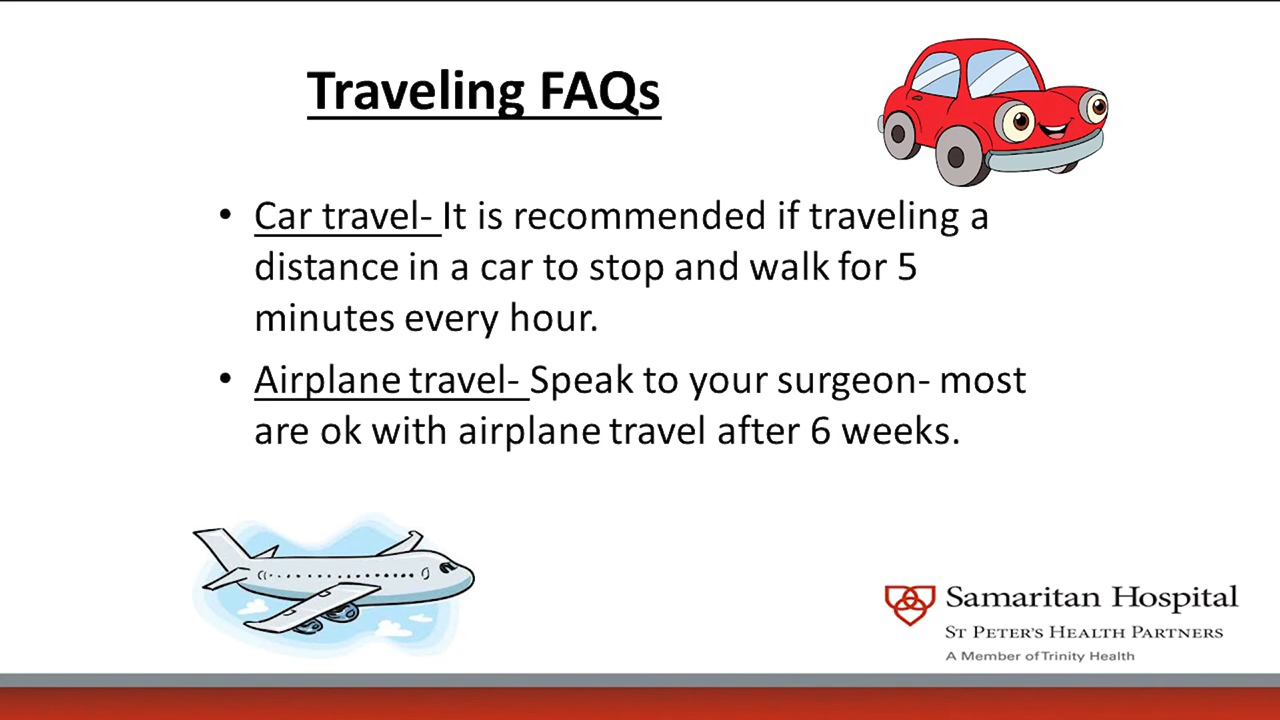 Traveling FAQs
• Car travel- It is recommended if traveling a
distance in a car to stop and walk for 5
minutes every hour.
• Airplane travel- Speak to your surgeon- most
are ok with airplane travel after 6 weeks.
Samaritan Hospital
ST PETER'S HEALTH PARTNERS
A Member of Trinity Health